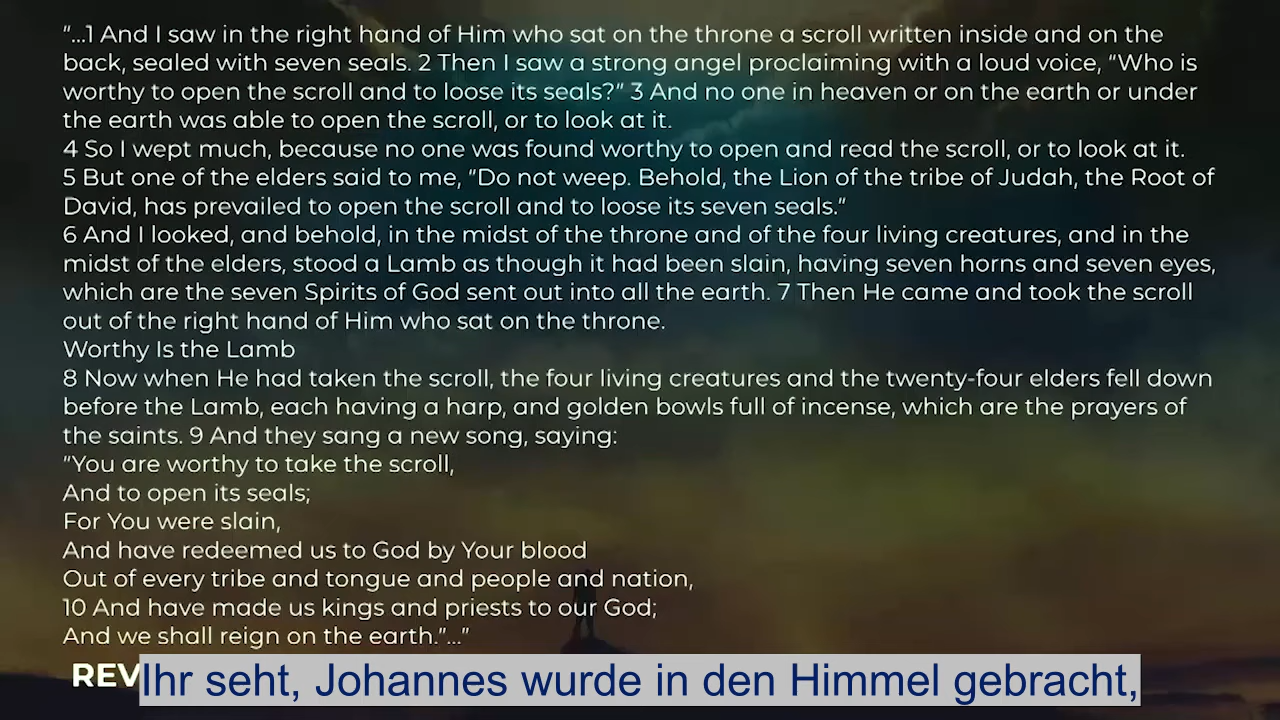 "...1 And I saw in the right hand of Him who sat on the throne a scroll written inside and on the
back, sealed with seven seals. 2 Then I saw a strong angel proclaiming with a loud voice, "Who is
worthy to open the scroll and to loose its seals?" 3 And no one in heaven or on the earth or under
the earth was able to open the scroll, or to look at it.
4 So I wept much, because no one was found worthy to open and read the scroll, or to look at it.
5 But one of the elders said to me, "Do not weep. Behold, the Lion of the tribe of Judah, the Root of
David, has prevailed to open the scroll and to loose its seven seals."
6 And I looked, and behold, in the midst of the throne and of the four living creatures, and in the
midst of the elders, stood a Lamb as though it had been slain, having seven horns and seven eyes,
which are the seven Spirits of God sent out into all the earth. 7 Then He came and took the scroll
out of the right hand of Him who sat on the throne.
Worthy Is the Lamb
8 Now when He had taken the scroll, the four living creatures and the twenty-four elders fell down
before the Lamb, each having a harp, and golden bowls full of incense, which are the prayers of
the saints. 9 And they sang a new song, saying:
"You are worthy to take the scroll,
And to open its seals;
For You were slain,
And have redeemed us to God by Your blood
Out of every tribe and tongue and people and nation,
10 And have made us kings and priests to our God;
And we shall reign on the earth."..."
REV
Ihr seht, Johannes wurde in den Himmel gebracht,